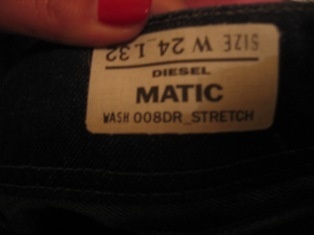 SIZE W 24 L 32
DIESEL
MATIC
WASH 008DR_STRETCH